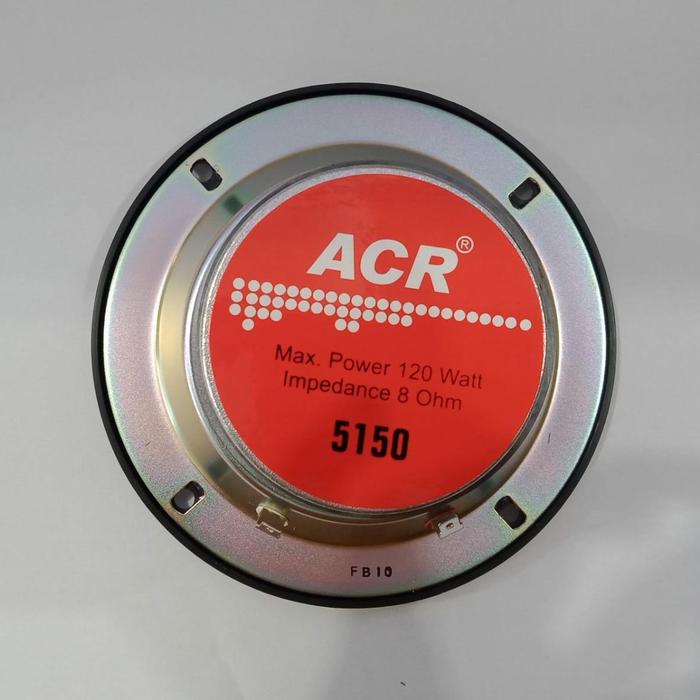 ACR®
Max. Power 120 Watt
Impedance 8 Ohm
5150
FB10